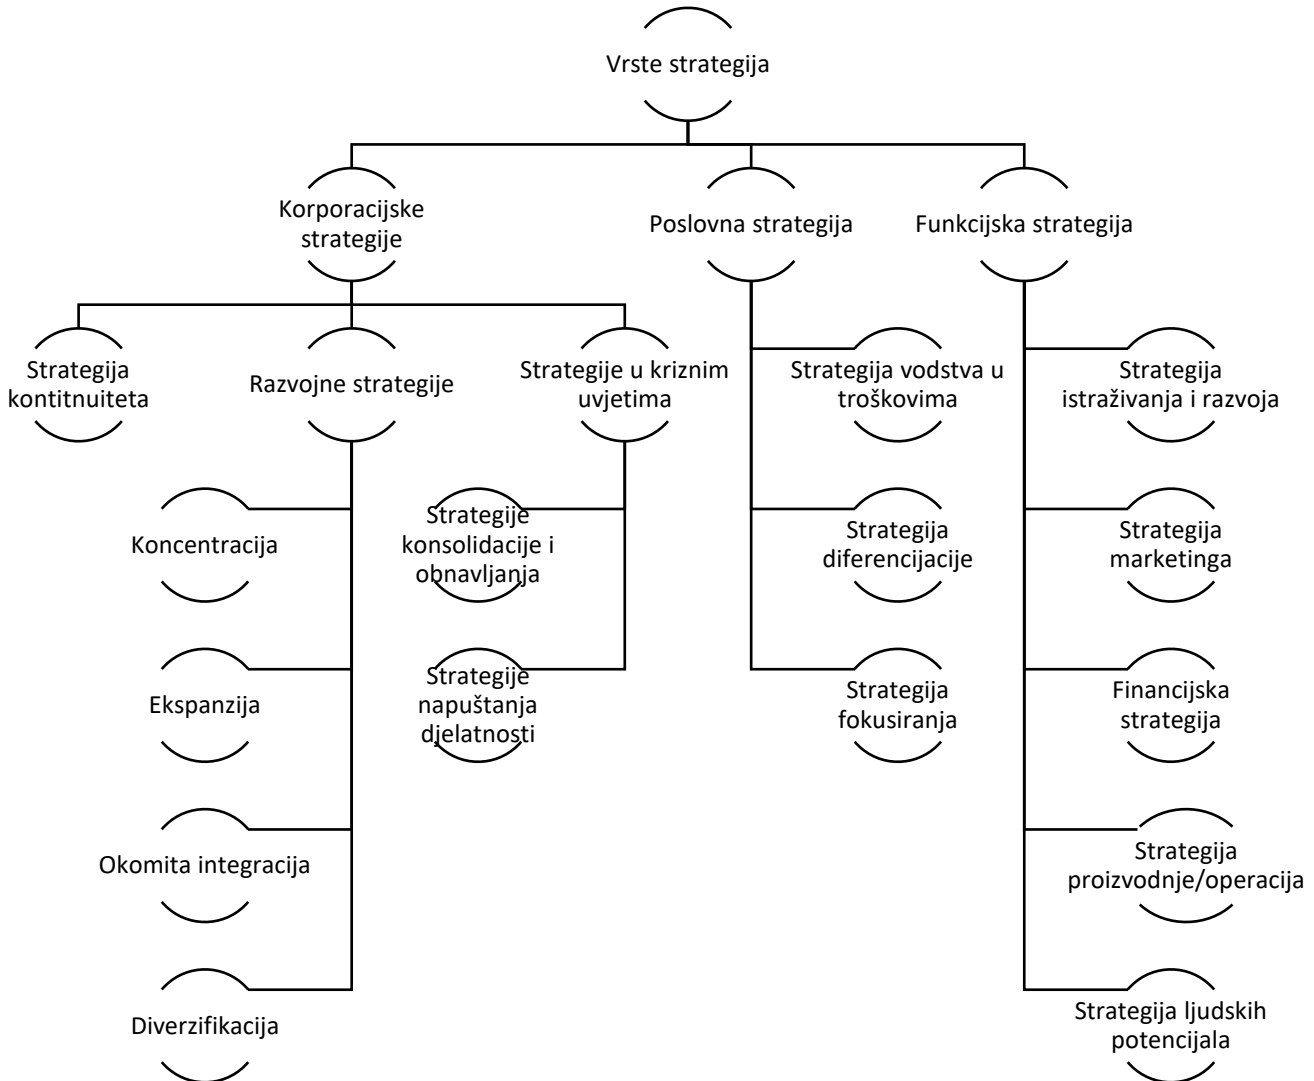 Vrste strategija
Korporacijske
strategije
Poslovna strategija
Funkcijska strategija
Strategija
kontitnuiteta
Razvojne strategije
Strategije u kriznim
uvjetima
Strategija vodstva u
troškovima
Strategija
istraživanja i razvoja
Koncentracija
Strategije
konsolidacije i
obnavljanja
Strategija
diferencijacije
Strategija
marketinga
Ekspanzija
Strategije
napuštanja
djelatnosti
Strategija
fokusiranja
Financijska
strategija
Okomita integracija
Strategija
proizvodnje/operacija
Diverzifikacija
Strategija ljudskih
potencijala